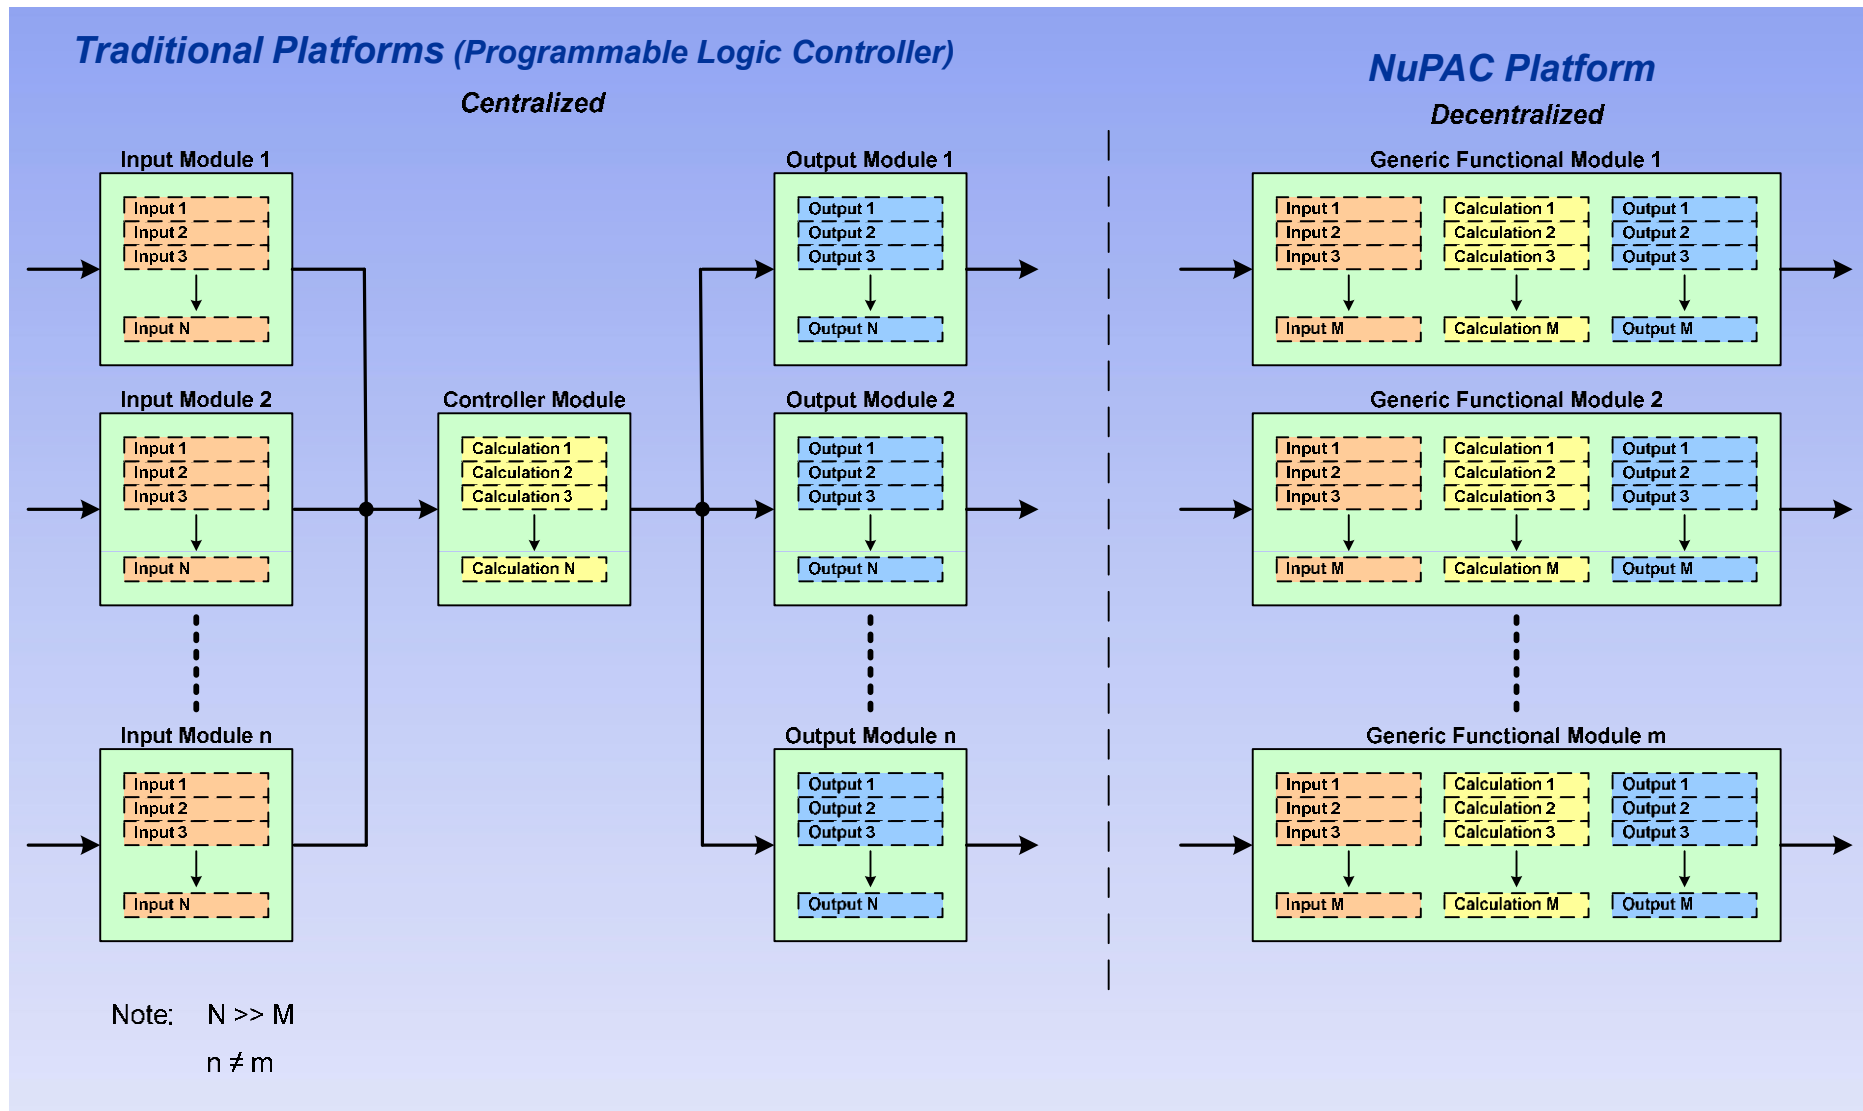 Traditional Platforms (Programmable Logic Controller)
Centralized
Input Module 1
Input 1
Input 2
Input 3
Input N
Input Module 2
Input 1
Input 2
Input 3
Input N
Input Module n
Input 1
Input 2
Input 3
Input N
Controller Module
Calculation 1
Calculation 2
Calculation 3
Calculation N
Output Module 1
Output 1
Output 2
Output 3
Output N
Output Module 2
Output 1
Output 2
Output 3
Output N
Output Module n
Output 1
Output 2
Output 3
Output N
NuPAC Platform
Decentralized
Generic Functional Module 1
Input 1
Input 2
Input 3
Input M
Calculation 1
Calculation 2
Calculation 3
Calculation M
Output 1
Output 2
Output 3
Output M
Generic Functional Module 2
Input 1
Input 2
Input 3
Input M
Calculation 1
Calculation 2
Calculation 3
Calculation M
Output 1
Output 2
Output 3
Output M
Generic Functional Module m
Input 1
Input 2
Input 3
Input M
Calculation 1
Calculation 2
Calculation 3
Calculation M
Output 1
Output 2
Output 3
Output M
Note: N >> M
n ≠ m